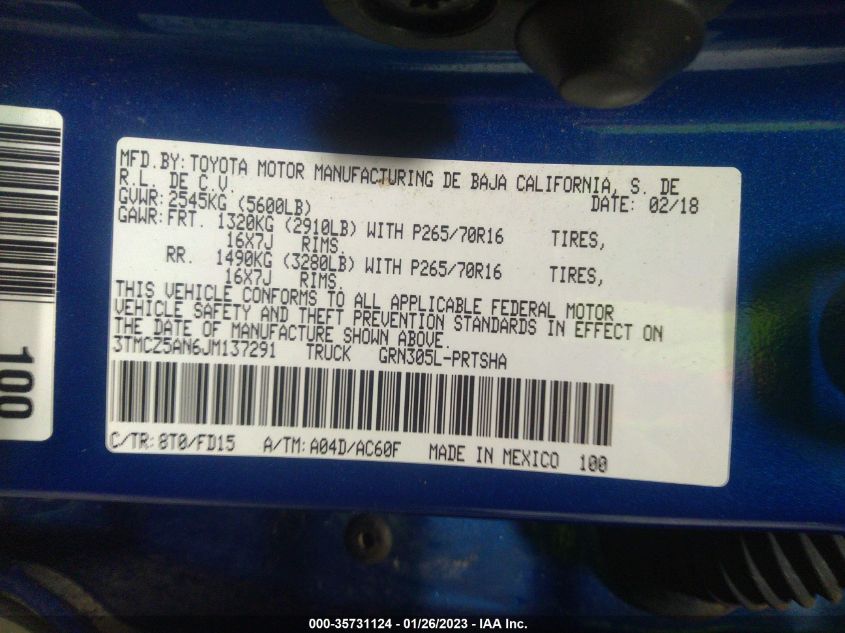 MFD.BY: TOYOTA MOTOR MANUFACTURING DE BAJA CALIFORNIA, S. DE
R.L. DE C.V.
DATE: 02/18
GVWR: 2545KG (5600LB)
GAWR: FRT. 1320KG (2910LB) WITH P265/70R16 TIRES,
16X7J RIMS.
RR. 1490KG (3280LB) WITH P265/70R16 TIRES,
16X7J RIMS.
THIS VEHICLE CONFORMS TO ALL APPLICABLE FEDERAL MOTOR
VEHICLE SAFETY AND THEFT PREVENTION STANDARDS IN EFFECT ON
THE DATE OF MANUFACTURE SHOWN ABOVE.
3TMCZ5AN6JM137291 TRUCK GRN305L-PRTSHA
C/TR: 8T0/FD15 A/TM: A04D/AC60F MADE IN MEXICO 100
100
000-35731124 - 01/26/2023 - IAA Inc.